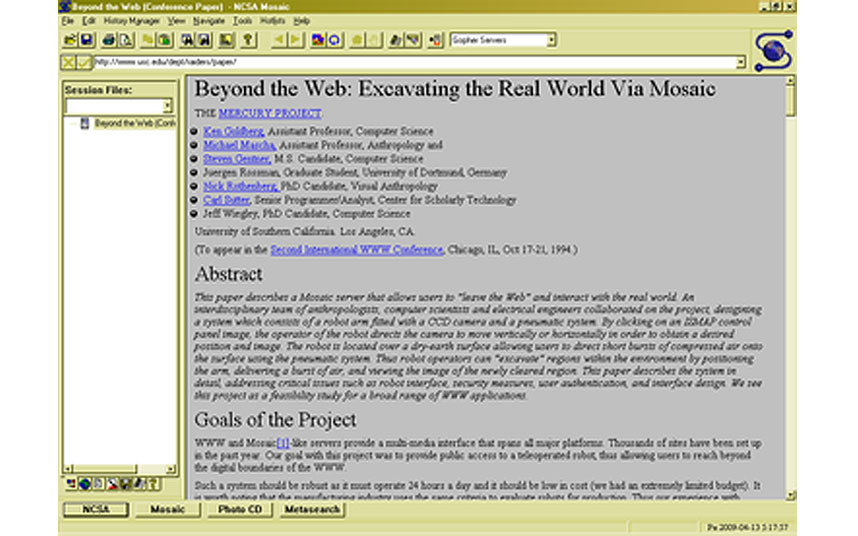 Beyond the Web (Conference Paper) - NCSA Mosaic
File Edit History Manager View Navigate Tools Hotlists Help
Gopher Servers
http://www.usc.edu/dept/raiders/paper/
Session Files:
Beyond the Web (Conf
Beyond the Web: Excavating the Real World Via Mosaic
THE MERCURY PROJECT.
Ken Goldberg, Assistant Professor, Computer Science
Michael Mascha, Assistant Professor, Anthropology and
Steven Gentner, M.S. Candidate, Computer Science
Juergen Rossman, Graduate Student, University of Dortmund, Germany
Nick Rothenberg, PhD Candidate, Visual Anthropology
Carl Sutter, Senior Programmer/Analyst, Center for Scholarly Technology
Jeff Wiegley, PhD Candidate, Computer Science
University of Southern California. Los Angeles, CA.
(To appear in the Second International WWW Conference, Chicago, IL, Oct 17-21, 1994.)
Abstract
This paper describes a Mosaic server that allows users to "leave the Web" and interact with the real world. An
interdisciplinary team of anthropologists, computer scientists and electrical engineers collaborated on the project, designing
a system which consists of a robot arm fitted with a CCD camera and a pneumatic system. By clicking on an ISMAP control
panel image, the operator of the robot directs the camera to move vertically or horizontally in order to obtain a desired
position and image. The robot is located over a dry-earth surface allowing users to direct short bursts of compressed air onto
the surface using the pneumatic system. Thus robot operators can "excavate" regions within the environment by positioning
the arm, delivering a burst of air, and viewing the image of the newly cleared region. This paper describes the system in
detail, addressing critical issues such as robot interface, security measures, user authentication, and interface design. We see
this project as a feasibility study for a broad range of WWW applications.
Goals of the Project
WWW and Mosaic[1]-like servers provide a multi-media interface that spans all major platforms. Thousands of sites have been set up
in the past year. Our goal with this project was to provide public access to a teleoperated robot, thus allowing users to reach beyond
the digital boundaries of the WWW.
Such a system should be robust as it must operate 24 hours a day and it should be low in cost (we had an extremely limited budget). It
is worth noting that the manufacturing industry uses the same criteria to evaluate robots for production. Thus our experience with
NCSA Mosaic Photo CD Metasearch
Pn 2009-04-13 5:17:37